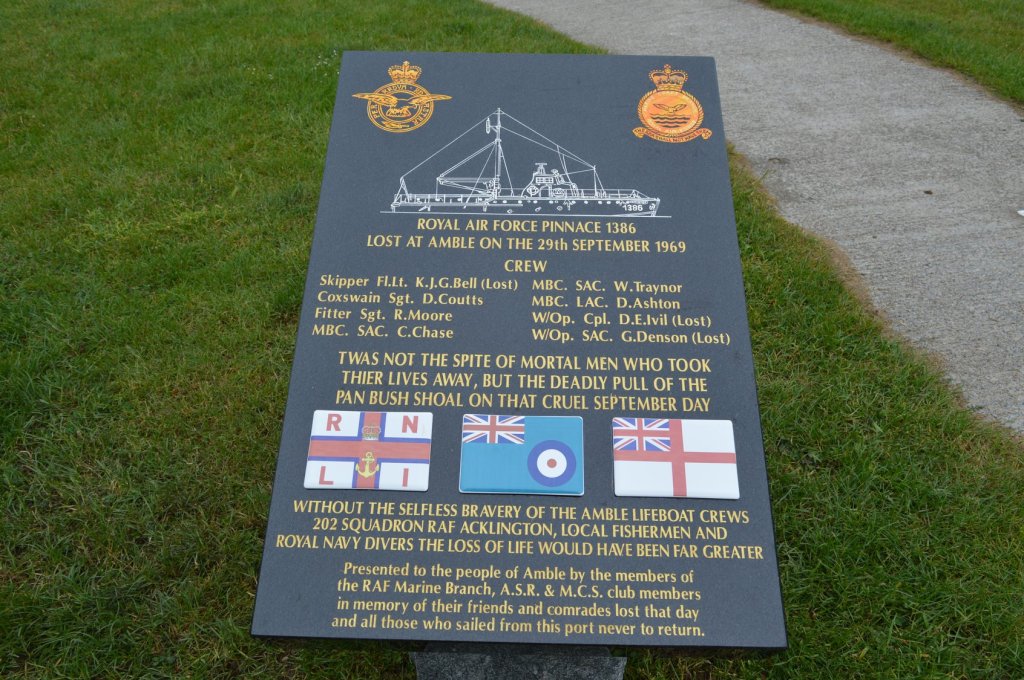 1386
ROYAL AIR FORCE PINNACE 1386
LOST AT AMBLE ON THE 29th SEPTEMBER 1969
CREW
Skipper Fl.Lt. K.J.G.Bell (Lost)
Coxswain Sgt. D.Coutts
Fitter Sgt. R.Moore
MBC. SAC. C.Chase
MBC. SAC. W.Traynor
MBC. LAC. D.Ashton
W/Op. Cpl. D.E.Ivil (Lost)
W/Op. SAC. G.Denson (Lost)
TWAS NOT THE SPITE OF MORTAL MEN WHO TOOK
THIER LIVES AWAY, BUT THE DEADLY PULL OF THE
PAN BUSH SHOAL ON THAT CRUEL SEPTEMBER DAY
R N
L I
WITHOUT THE SELFLESS BRAVERY OF THE AMBLE LIFEBOAT CREWS
202 SQUADRON RAF ACKLINGTON, LOCAL FISHERMEN AND
ROYAL NAVY DIVERS THE LOSS OF LIFE WOULD HAVE BEEN FAR GREATER
Presented to the people of Amble by the members of
the RAF Marine Branch, A.S.R. & M.C.S. club members
in memory of their friends and comrades lost that day
and all those who sailed from this port never to return.